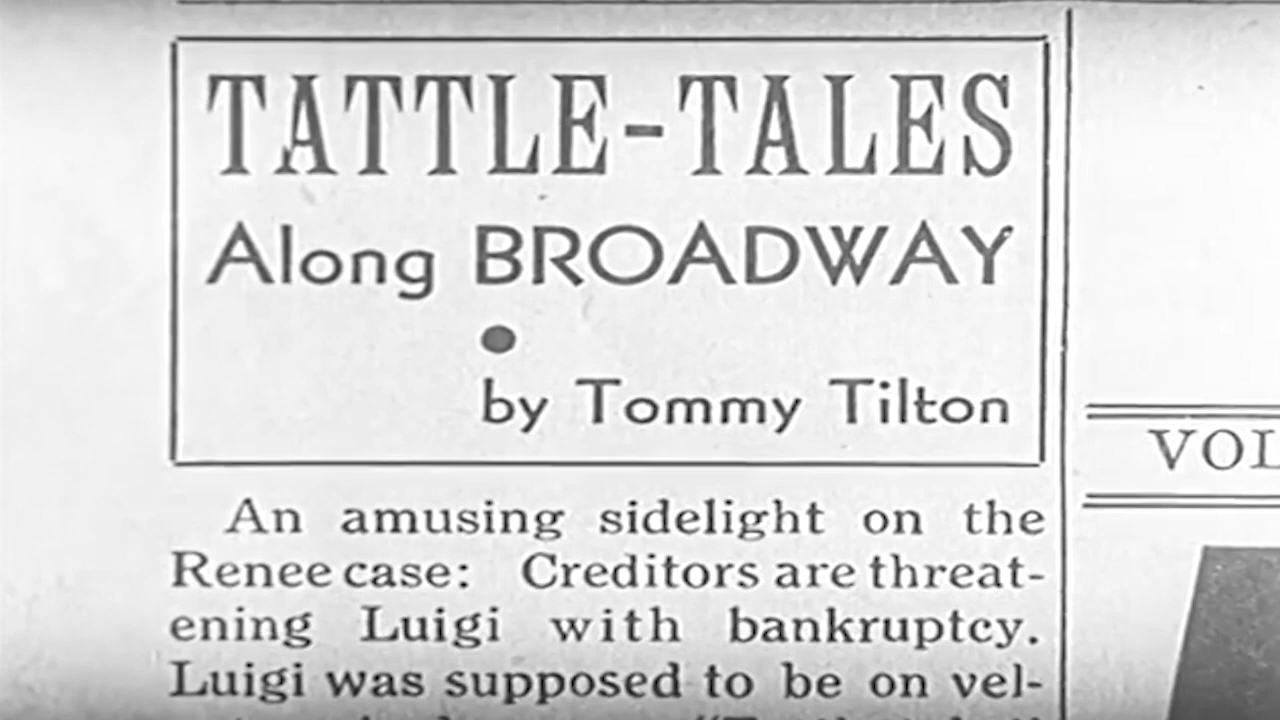 TATTLE-TALES
Along BROADWAY
by Tommy Tilton
An amusing sidelight on the
Renee case: Creditors are threat-
ening Luigi with bankruptcy.
Luigi was supposed to be on vel-
VOL